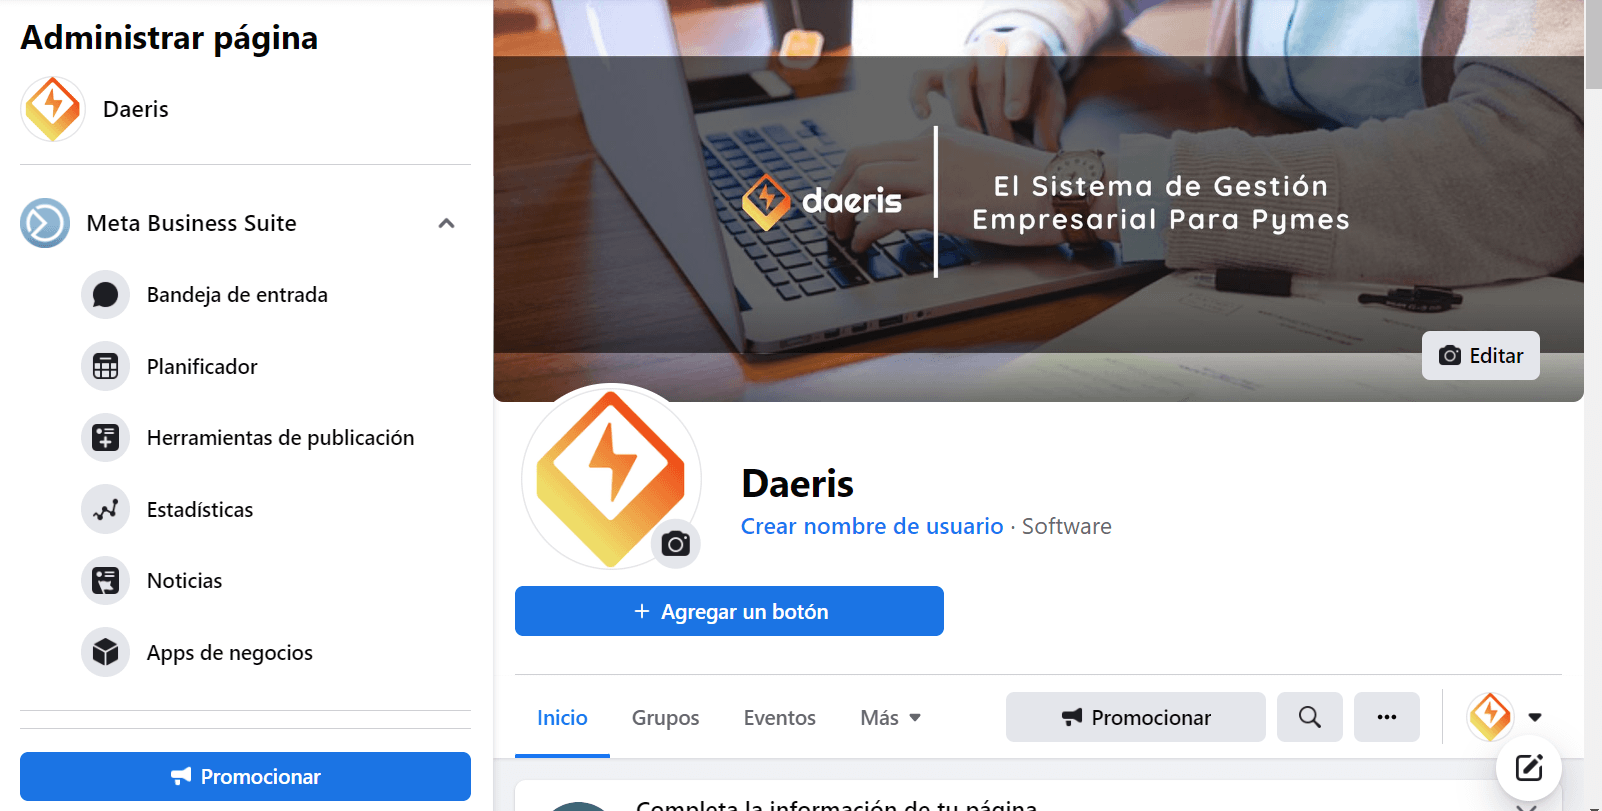 Administrar página
Daeris
Meta Business Suite
Bandeja de entrada
Planificador
Herramientas de publicación
Estadísticas
Noticias
Apps de negocios
Promocionar
daeris
El Sistema de Gestión
Empresarial Para Pymes
Editar
Daeris
Crear nombre de usuario · Software
+ Agregar un botón
Inicio
Grupos
Eventos
Más
Promocionar
Completa la información de tu página